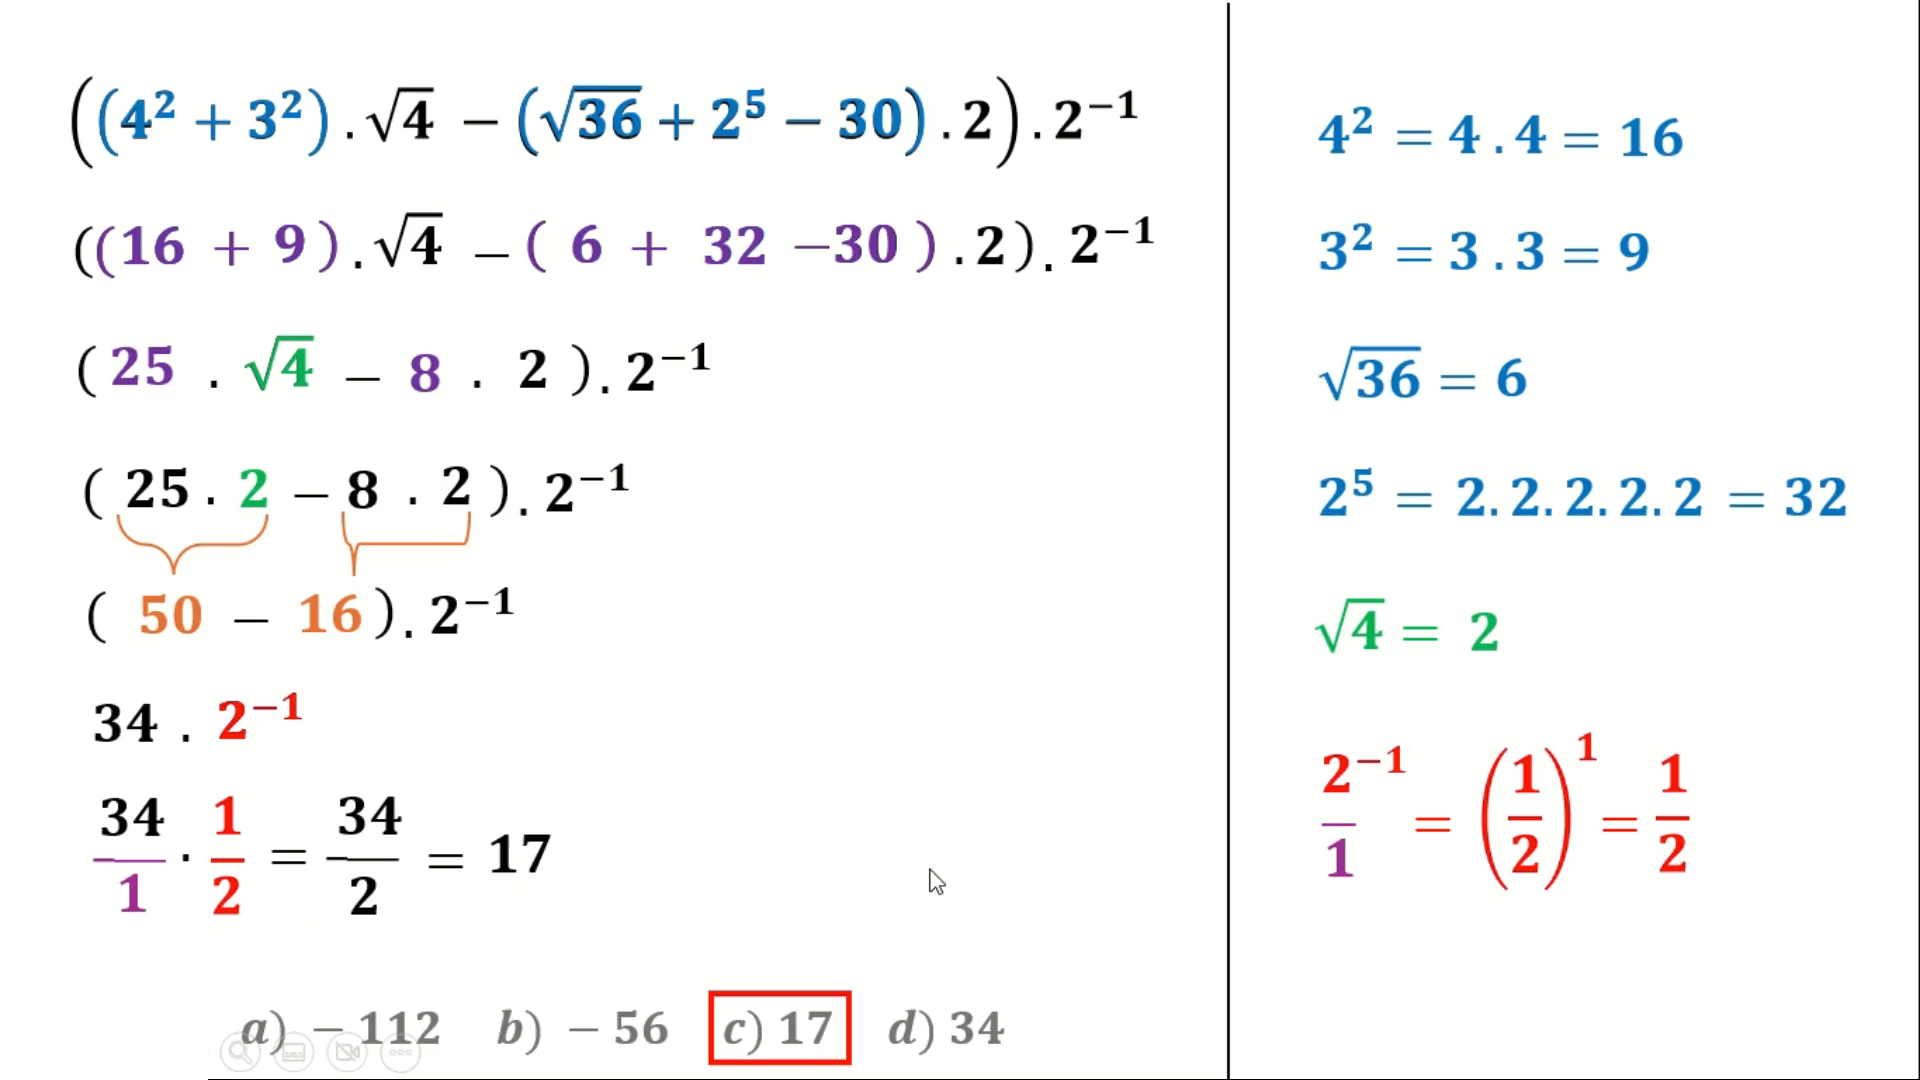 ((4² + 3²) . √4 − (√36 + 2⁵ − 30) . 2) . 2⁻¹
((16 + 9) . √4 − ( 6 + 32 −30 ) . 2) . 2⁻¹
( 25 . √4 − 8 . 2 ) . 2⁻¹
( 25 . 2 − 8 . 2 ) . 2⁻¹
( 50 − 16 ) . 2⁻¹
34 . 2⁻¹
34/1 · 1/2 = 34/2 = 17
a) − 112 b) − 56 c) 17 d) 34
4² = 4 . 4 = 16
3² = 3 . 3 = 9
√36 = 6
2⁵ = 2. 2. 2. 2. 2 = 32
√4 = 2
2⁻¹/1 = (1/2)¹ = 1/2